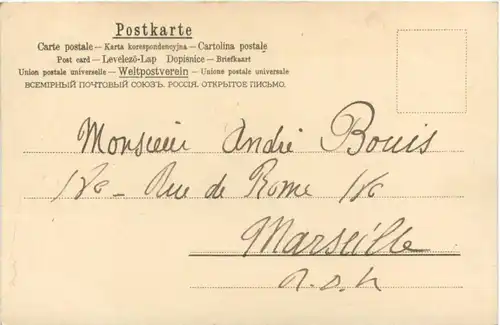 Postkarte
Carte postale — Karta korespondencyjna — Cartolina postale
Post card — Levelező-Lap Dopisnice — Briefkaart
Union postale universelle — Weltpostverein — Unione postale universale
ВСЕМІРНЫЙ ПОЧТОВЫЙ СОЮЗЪ. РОССІЯ. ОТКРЫТОЕ ПИСЬМО.
Monsieur André Bouis
Rue de Rome
Marseille